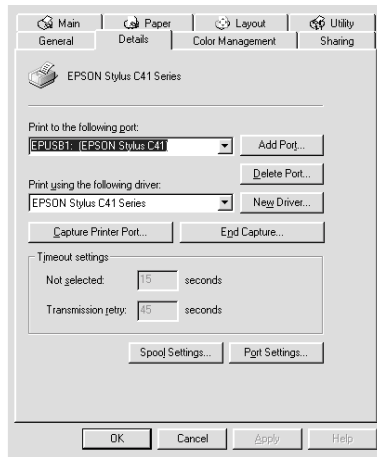 Main Paper Layout Utility
General Details Color Management Sharing
EPSON Stylus C41 Series
Print to the following port:
EPUSB1: (EPSON Stylus C41)
Add Port...
Delete Port...
Print using the following driver:
EPSON Stylus C41 Series
New Driver...
Capture Printer Port... End Capture...
Timeout settings
Not selected: 15 seconds
Transmission retry: 45 seconds
Spool Settings... Port Settings...
OK Cancel Apply Help